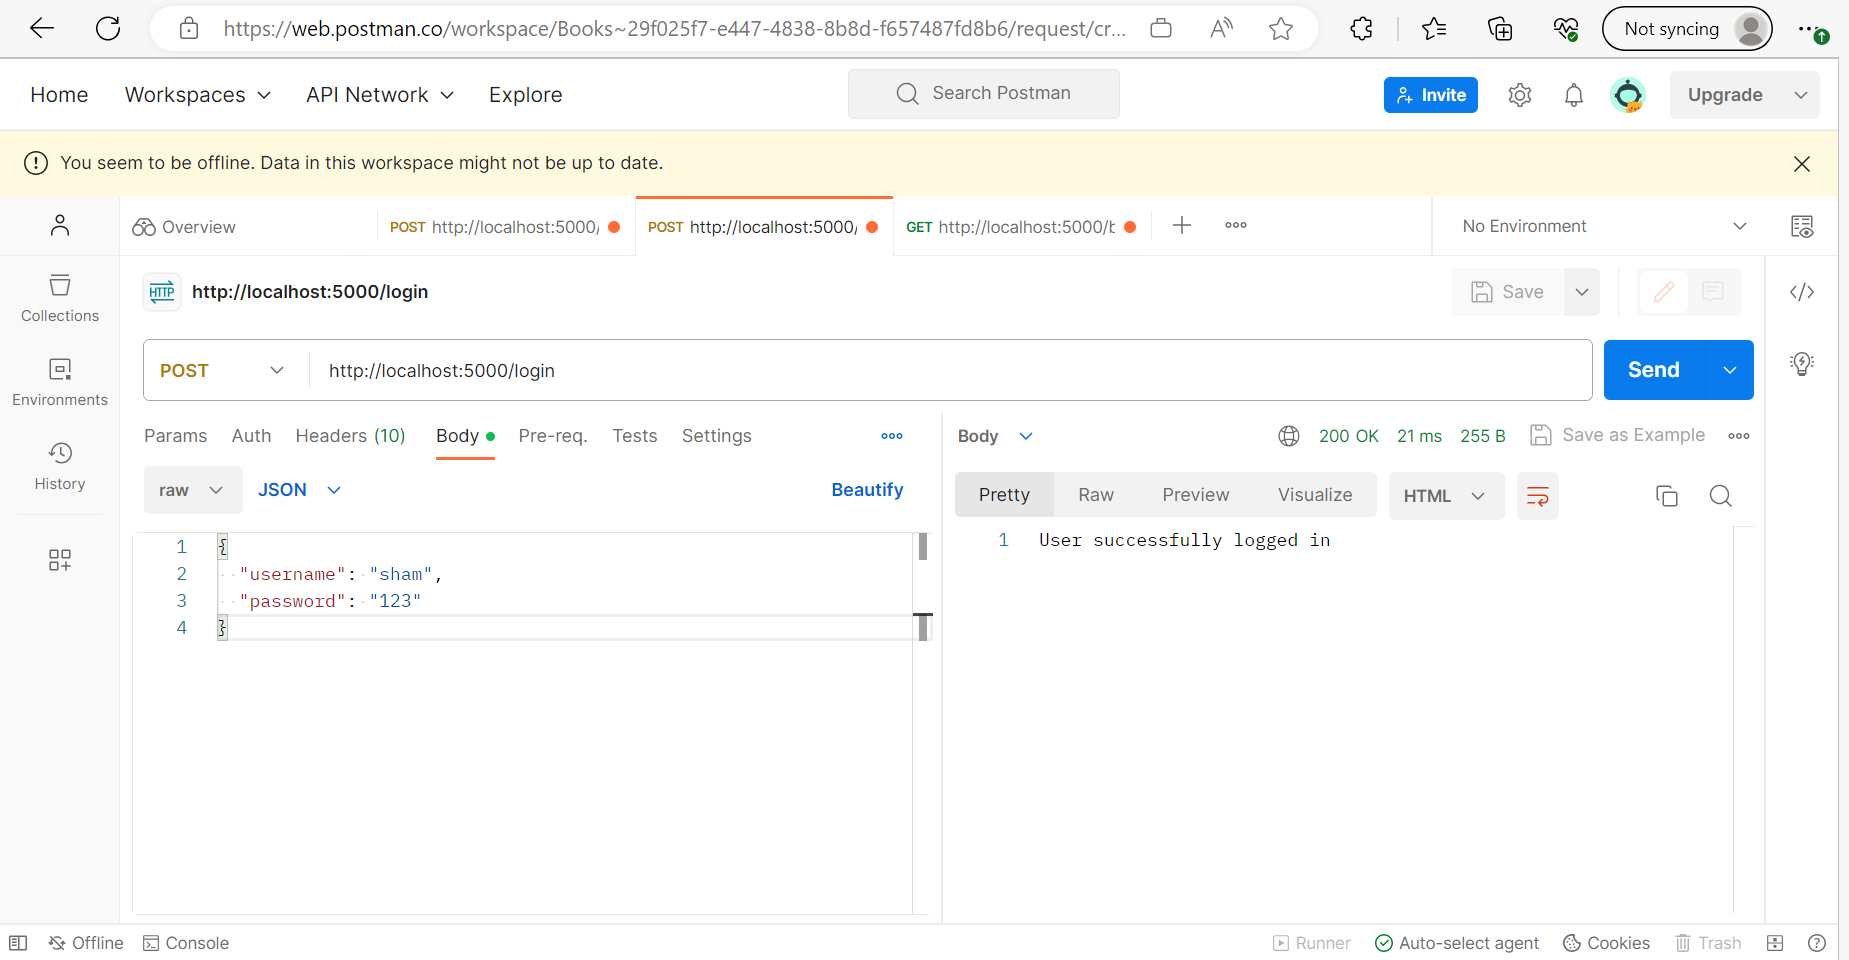 https://web.postman.co/workspace/Books~29f025f7-e447-4838-8b8d-f657487fd8b6/request/cr...
Not syncing
Home
Workspaces
API Network
Explore
Search Postman
Invite
Upgrade
You seem to be offline. Data in this workspace might not be up to date.
Overview
POST http://localhost:5000/
POST http://localhost:5000/
GET http://localhost:5000/b
No Environment
Collections
Environments
History
HTTP
http://localhost:5000/login
Save
POST
http://localhost:5000/login
Send
Params Auth Headers (10) Body Pre-req. Tests Settings
raw JSON Beautify
1 {
2 "username": "sham",
3 "password": "123"
4 }
Body
200 OK 21 ms 255 B Save as Example
Pretty Raw Preview Visualize HTML
1 User successfully logged in
Offline Console
Runner Auto-select agent Cookies Trash